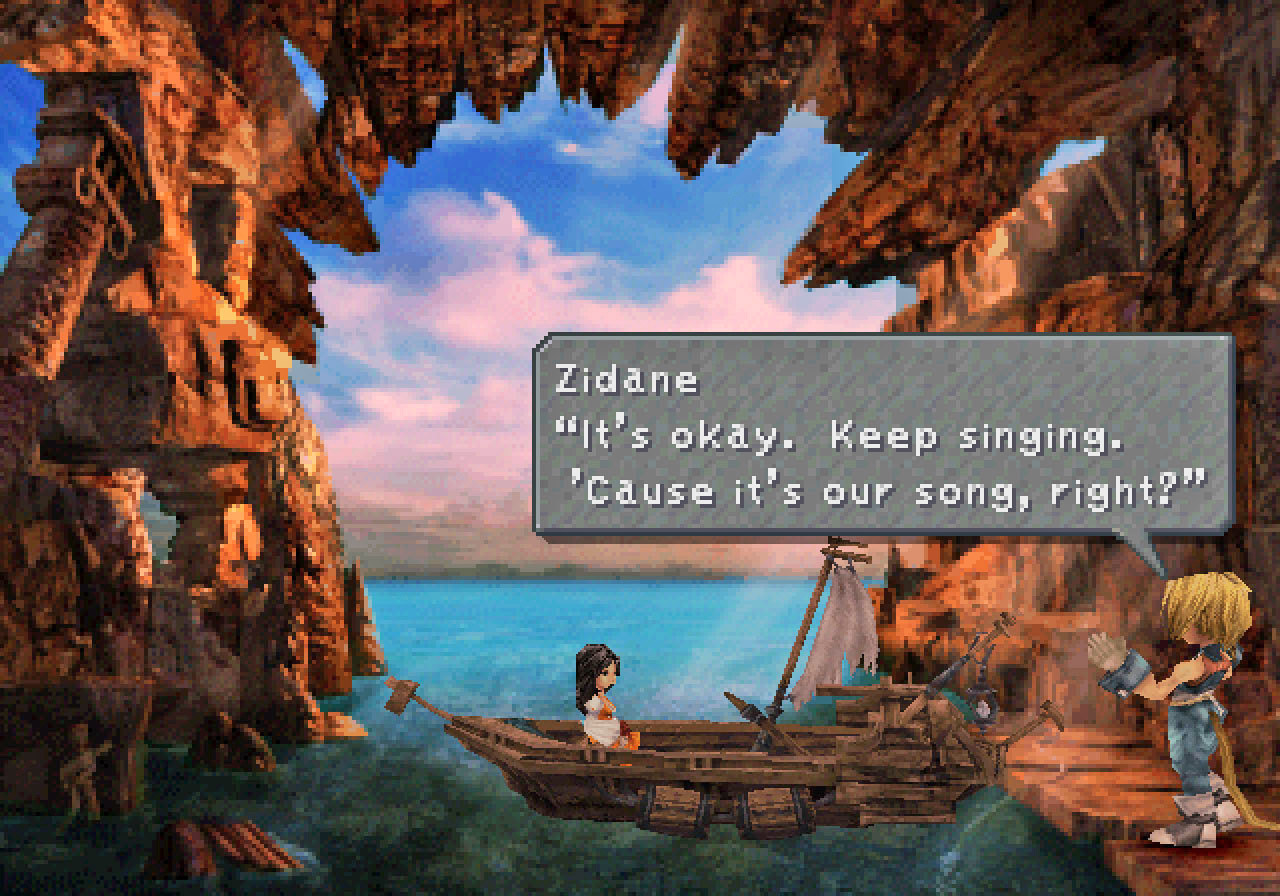 Zidane
“It's okay.  Keep singing.
'Cause it's our song, right?”